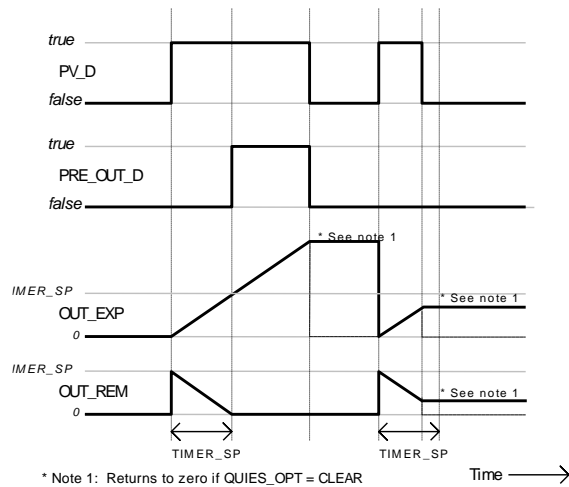 true
PV_D
false
true
PRE_OUT_D
false
* See note 1
IMER_SP
* See note 1
OUT_EXP
0
IMER_SP
OUT_REM
* See note 1
0
TIMER_SP TIMER_SP
* Note 1: Returns to zero if QUIES_OPT = CLEAR
Time